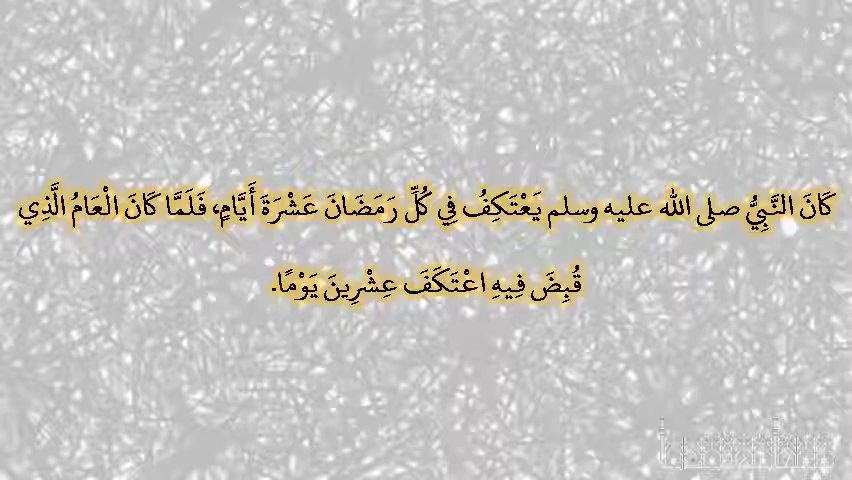 كَانَ النَّبِيُّ صلى الله عليه وسلم يَعْتَكِفُ فِي كُلِّ رَمَضَانَ عَشْرَةَ أَيَّامٍ، فَلَمَّا كَانَ الْعَامُ الَّذِي
قُبِضَ فِيهِ اعْتَكَفَ عِشْرِينَ يَوْمًا.